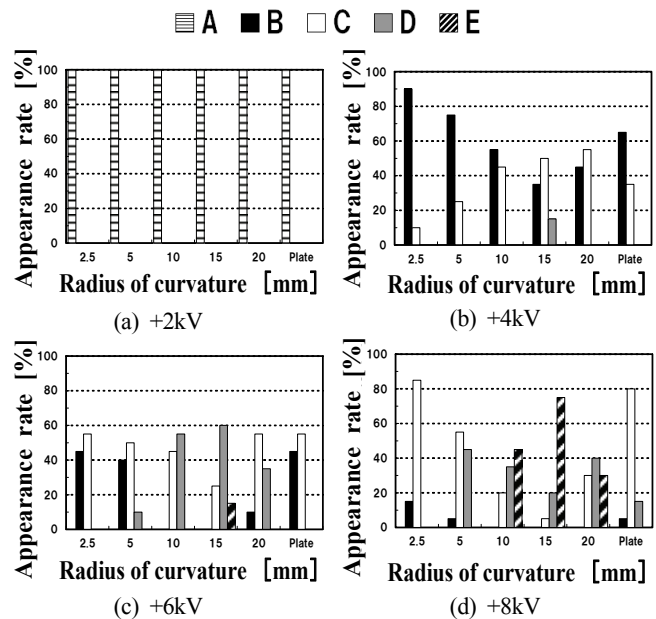 A B C D E
Appearance rate [%]
100
80
60
40
20
0
2.5 5 10 15 20 Plate
Radius of curvature [mm]
(a) +2kV
Appearance rate [%]
100
80
60
40
20
0
2.5 5 10 15 20 Plate
Radius of curvature [mm]
(b) +4kV
Appearance rate [%]
100
80
60
40
20
0
2.5 5 10 15 20 Plate
Radius of curvature [mm]
(c) +6kV
Appearance rate [%]
100
80
60
40
20
0
2.5 5 10 15 20 Plate
Radius of curvature [mm]
(d) +8kV